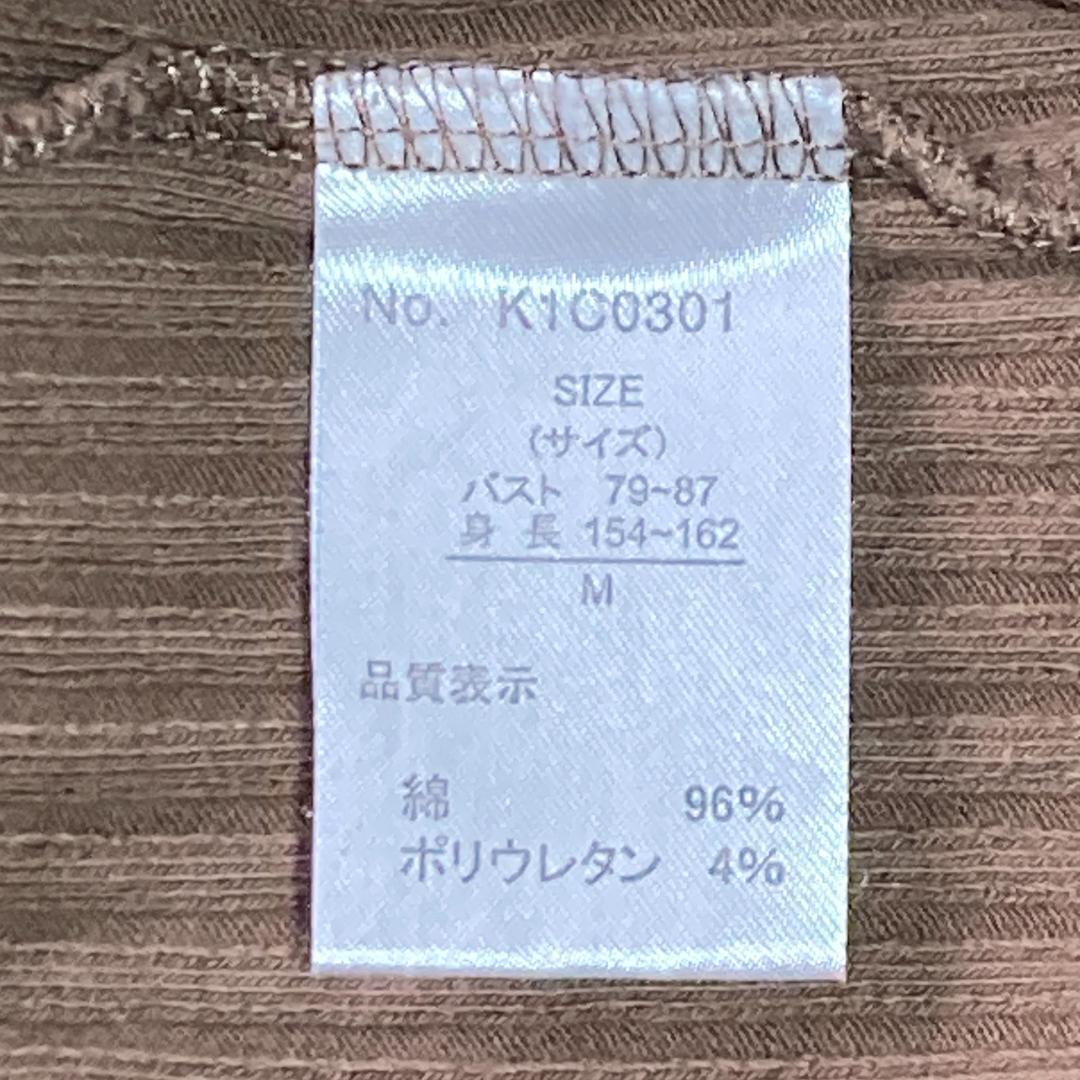 No. K1C0301
SIZE
(サイズ)
バスト 79~87
身長 154~162
M
品質表示
綿 96%
ポリウレタン 4%